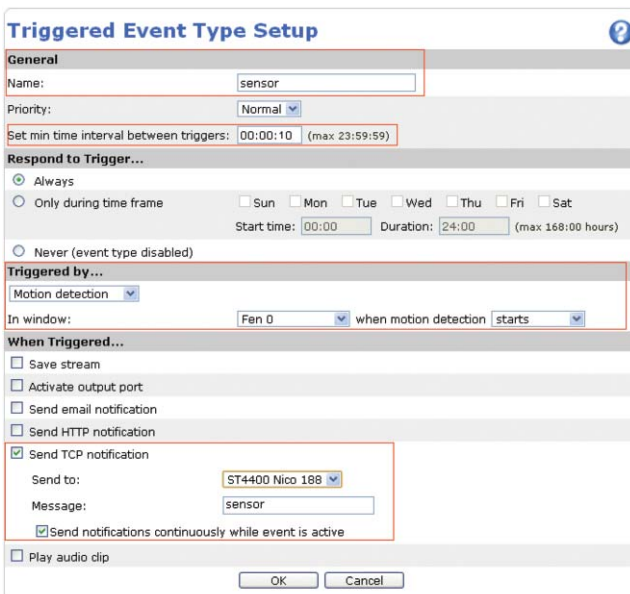 Triggered Event Type Setup
?
General
Name: sensor
Priority: Normal
Set min time interval between triggers: 00:00:10 (max 23:59:59)
Respond to Trigger...
Always
Only during time frame Sun Mon Tue Wed Thu Fri Sat
Start time: 00:00 Duration: 24:00 (max 168:00 hours)
Never (event type disabled)
Triggered by...
Motion detection
In window: Fen 0 when motion detection starts
When Triggered...
Save stream
Activate output port
Send email notification
Send HTTP notification
Send TCP notification
Send to: ST4400 Nico 188
Message: sensor
Send notifications continuously while event is active
Play audio clip
OK Cancel